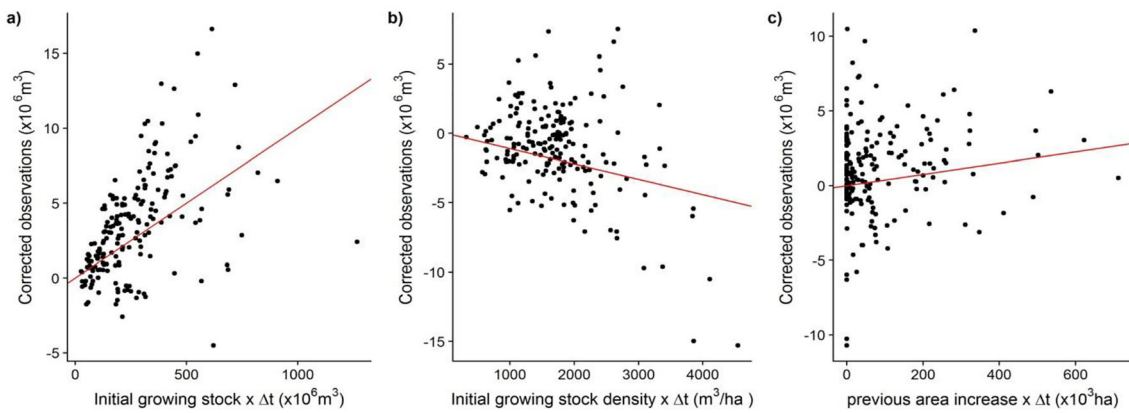 a)
Corrected observations (x10⁶m³)
15
10
5
0
-5
0
500
1000
Initial growing stock x Δt (x10⁶m³)
b)
Corrected observations (x10⁶m³)
5
0
-5
-10
-15
1000
2000
3000
4000
Initial growing stock density x Δt (m³/ha)
c)
Corrected observations (x10⁶m³)
10
5
0
-5
-10
0
200
400
600
previous area increase x Δt (x10³ha)